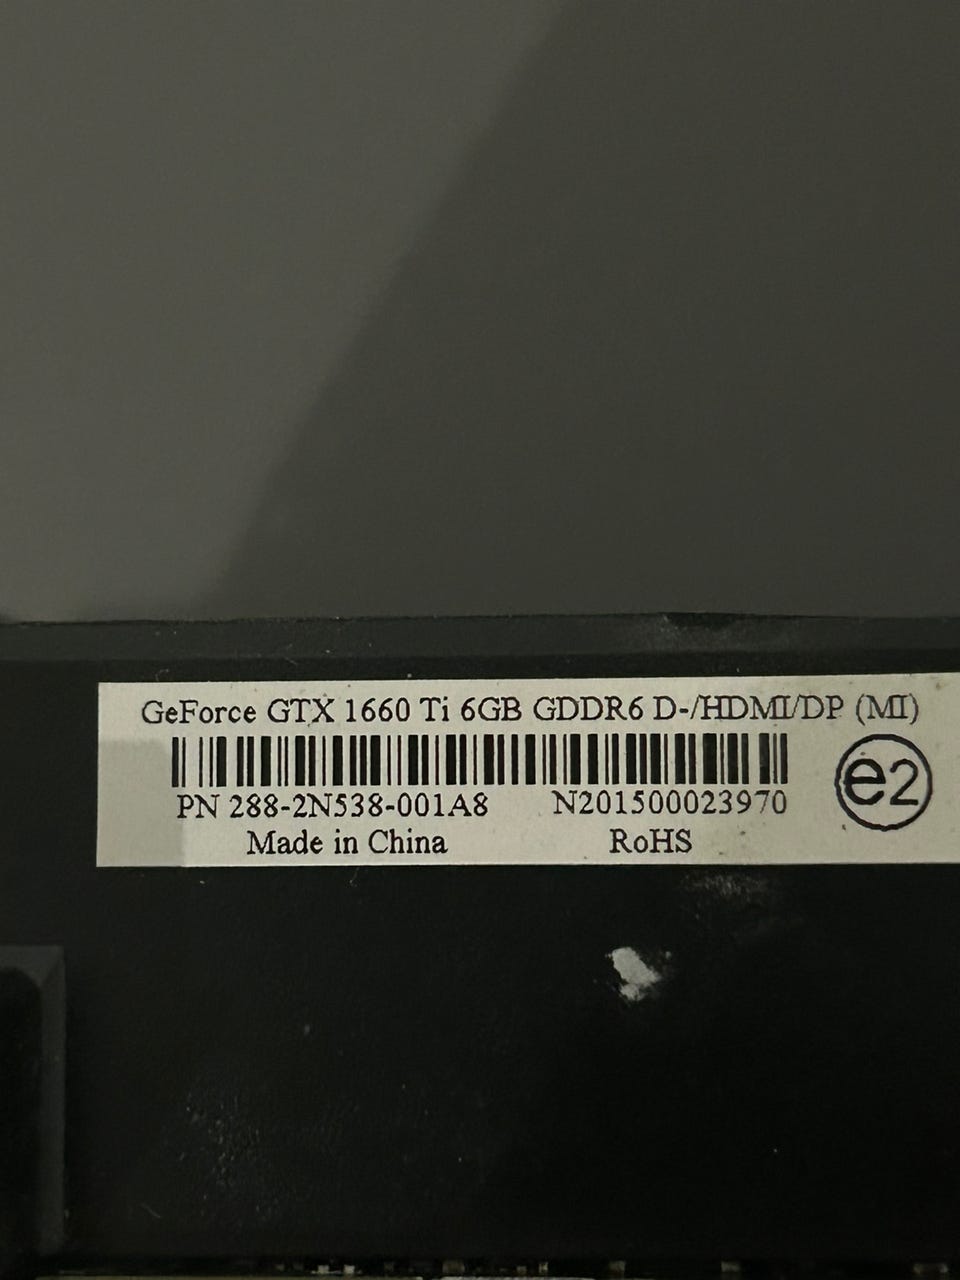 GeForce GTX 1660 Ti 6GB GDDR6 D-/HDMI/DP (MI)
PN 288-2N538-001A8 N201500023970
Made in China RoHS
e2